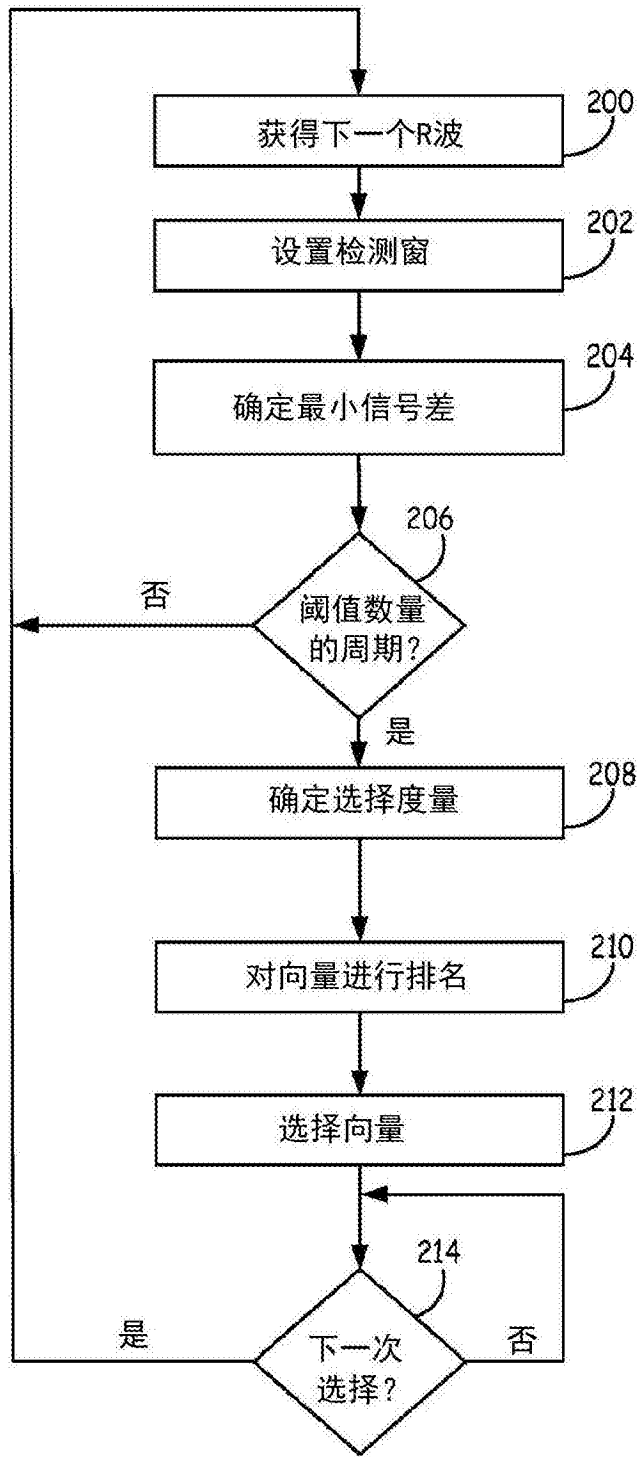 200
获得下一个R波
202
设置检测窗
204
确定最小信号差
206
否
阈值数量
的周期?
是
208
确定选择度量
210
对向量进行排名
212
选择向量
214
是
下一次
选择?
否